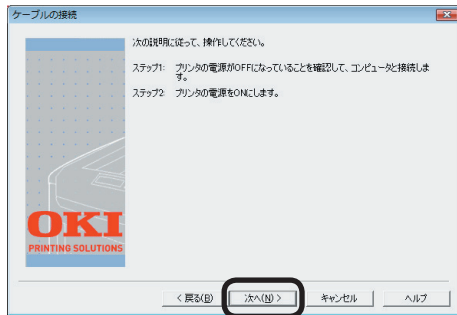 ケーブルの接続
次の説明に従って、操作してください。
ステップ1: プリンタの電源がOFFになっていることを確認して、コンピュータと接続しま
す。
ステップ2: プリンタの電源をONにします。
OKI
PRINTING SOLUTIONS
< 戻る(B) 次へ(N) > キャンセル ヘルプ